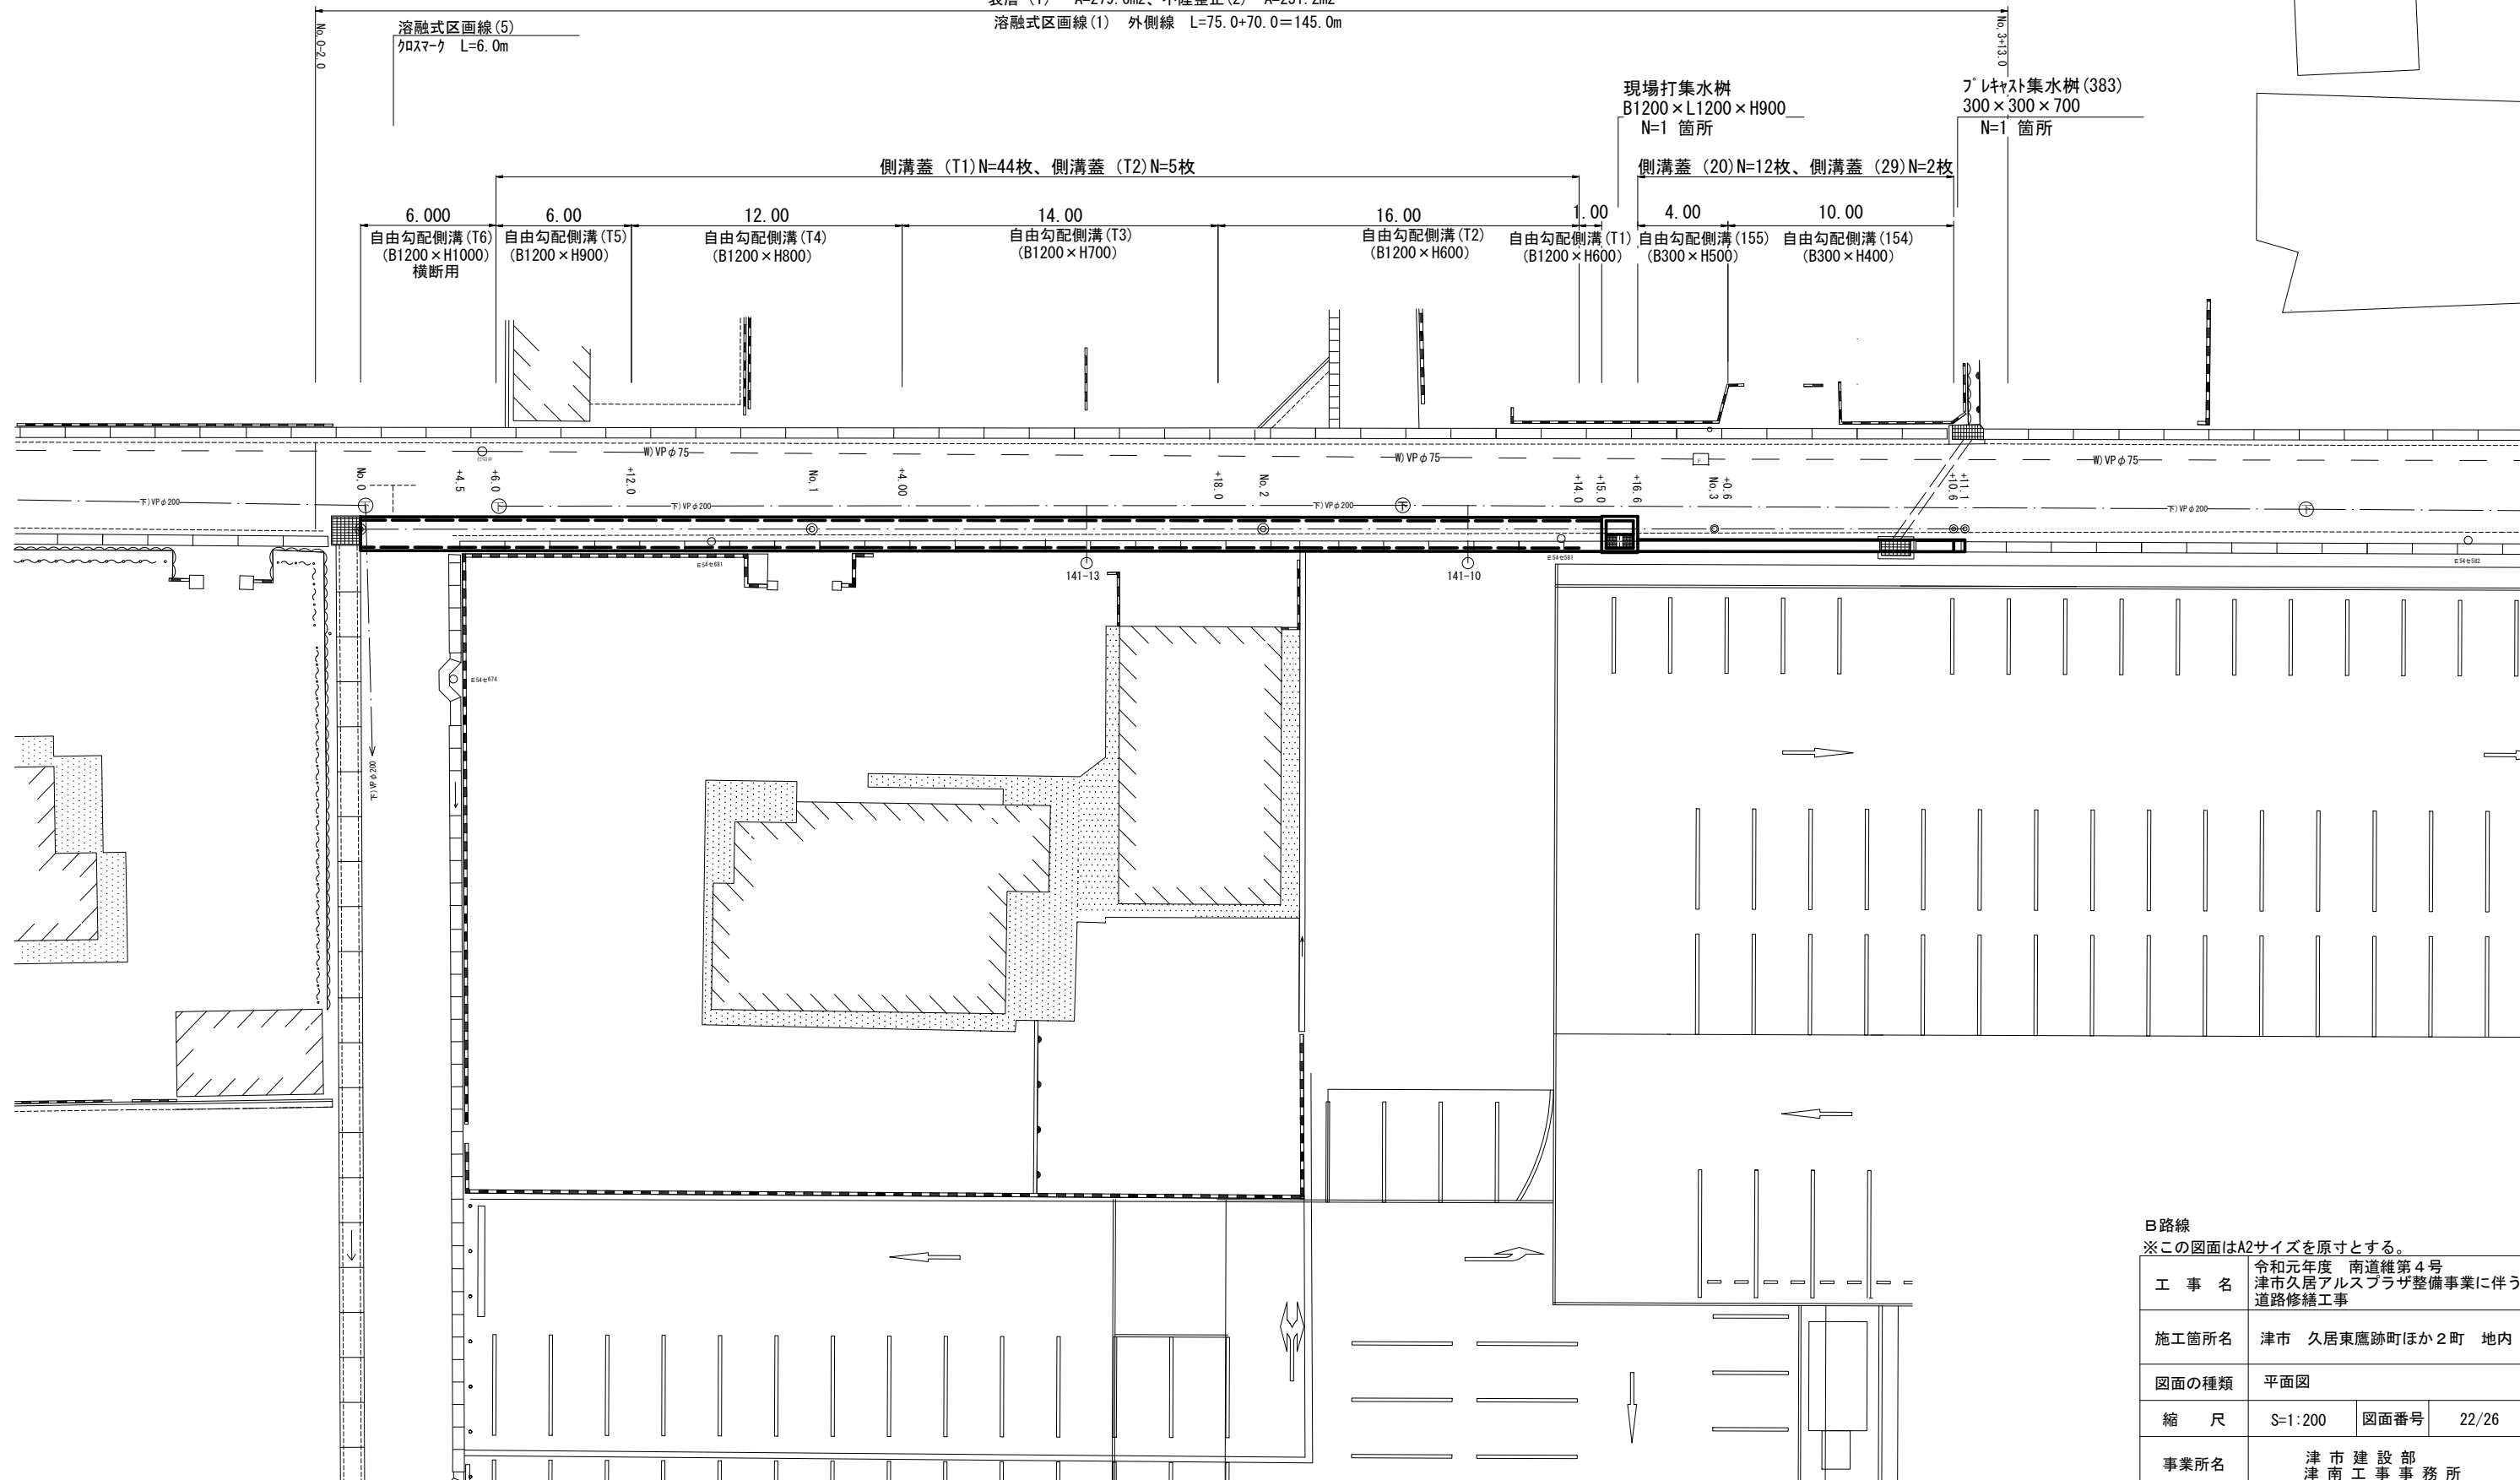 溶融式区画線(1) 外側線 L=75.0+70.0=145.0m
溶融式区画線(5)
クロスマーク L=6.0m
No.0-2.0
No.3+13.0
現場打集水桝
B1200×L1200×H900
N=1 箇所
プレキャスト集水桝(383)
300×300×700
N=1 箇所
側溝蓋 (T1)N=44枚、側溝蓋 (T2)N=5枚
側溝蓋 (20)N=12枚、側溝蓋 (29)N=2枚
6.000
6.00
12.00
14.00
16.00
1.00
4.00
10.00
自由勾配側溝(T6)
(B1200×H1000)
横断用
自由勾配側溝(T5)
(B1200×H900)
自由勾配側溝(T4)
(B1200×H800)
自由勾配側溝(T3)
(B1200×H700)
自由勾配側溝(T2)
(B1200×H600)
自由勾配側溝(T1)
(B1200×H600)
自由勾配側溝(155)
(B300×H500)
自由勾配側溝(154)
(B300×H400)
W)VPφ75
W)VPφ75
W)VPφ75
No.0
+4.5
+6.0
+12.0
No.1
+4.00
+18.0
No.2
+14.0
+15.0
+16.6
No.3
+0.6
+10.6
+11.1
下)VPφ200
下)VPφ200
下)VPφ200
下)VPφ200
下
下
下
下
141-13
141-10
下)VPφ200
B路線
※この図面はA2サイズを原寸とする。
工事名
令和元年度 南道維第4号
津市久居アルスプラザ整備事業に伴う
道路修繕工事
施工箇所名 津市 久居東鷹跡町ほか2町 地内
図面の種類 平面図
縮尺 S=1:200 図面番号 22/26
事業所名
津市建設部
津南工事事務所